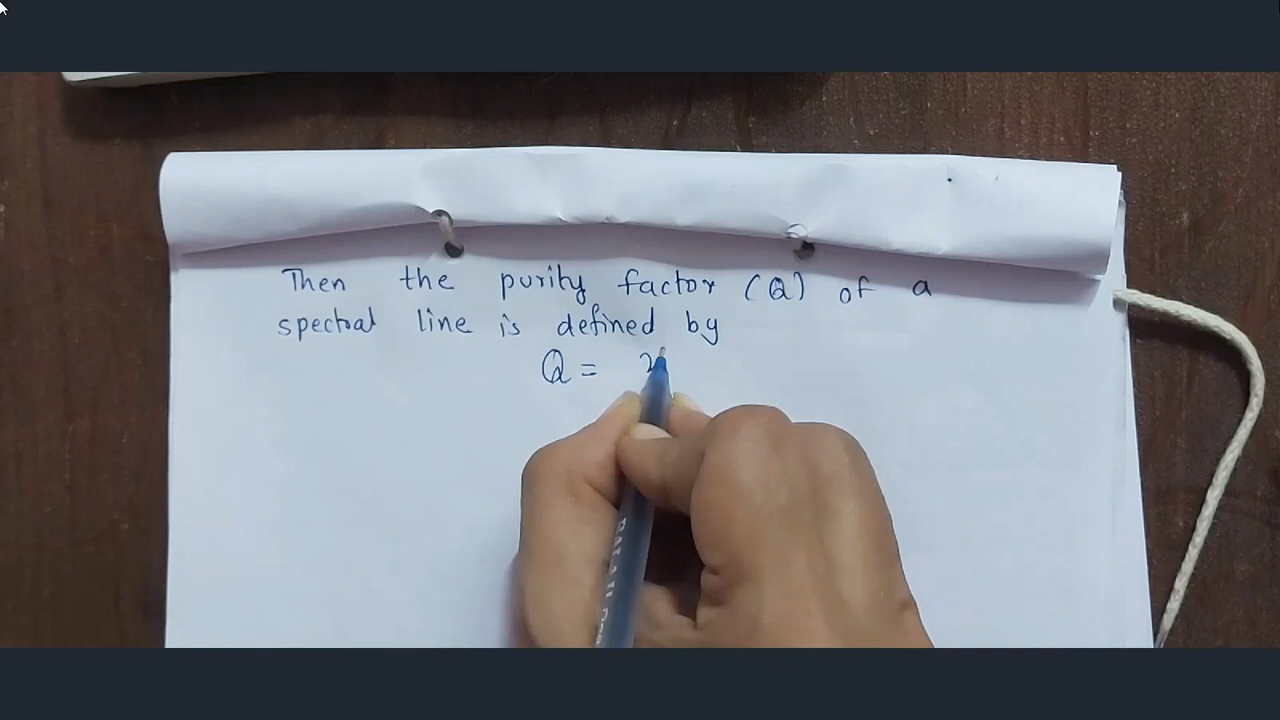 Then the purity factor (Q) of a
spectral line is defined by
Q = ν